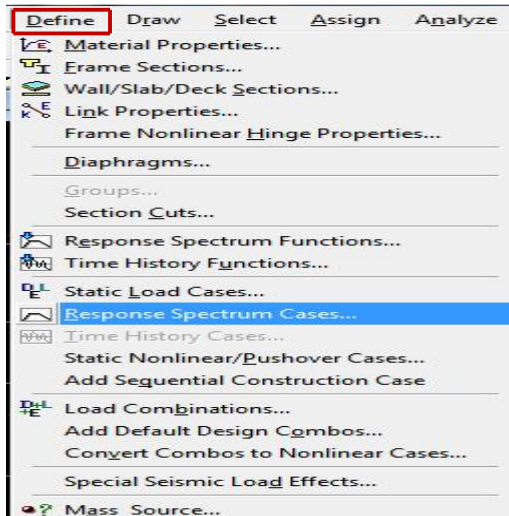 Define Draw Select Assign Analyze
Material Properties...
Frame Sections...
Wall/Slab/Deck Sections...
Link Properties...
Frame Nonlinear Hinge Properties...
Diaphragms...
Groups...
Section Cuts...
Response Spectrum Functions...
Time History Functions...
Static Load Cases...
Response Spectrum Cases...
Time History Cases...
Static Nonlinear/Pushover Cases...
Add Sequential Construction Case
Load Combinations...
Add Default Design Combos...
Convert Combos to Nonlinear Cases...
Special Seismic Load Effects...
Mass Source...